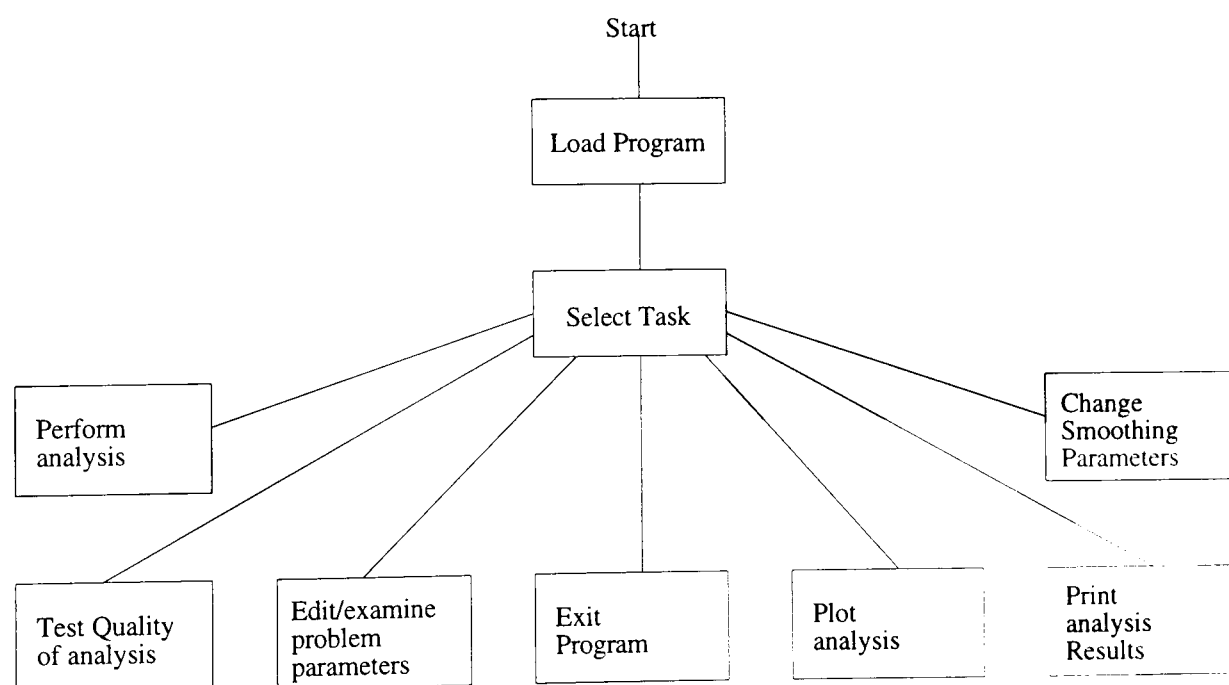 Start
Load Program
Select Task
Perform
analysis
Change
Smoothing
Parameters
Test Quality
of analysis
Edit/examine
problem
parameters
Exit
Program
Plot
analysis
Print
analysis
Results